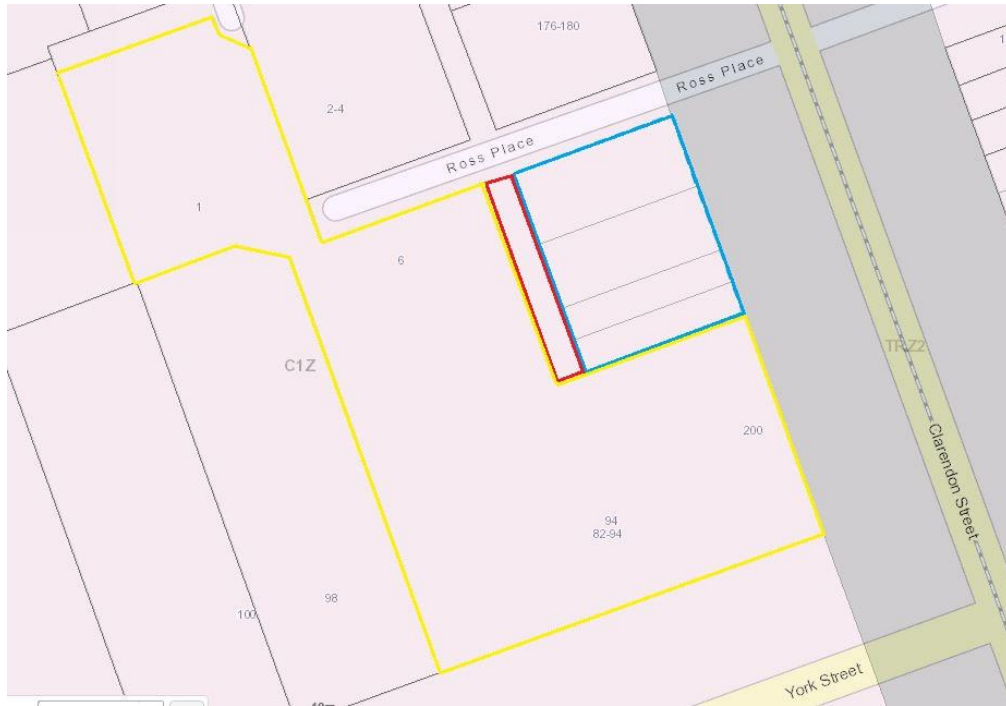 176-180
Ross Place
2-4
Ross Place
1
6
C1Z
TRZ2
200
Clarendon Street
94
82-94
98
100
York Street